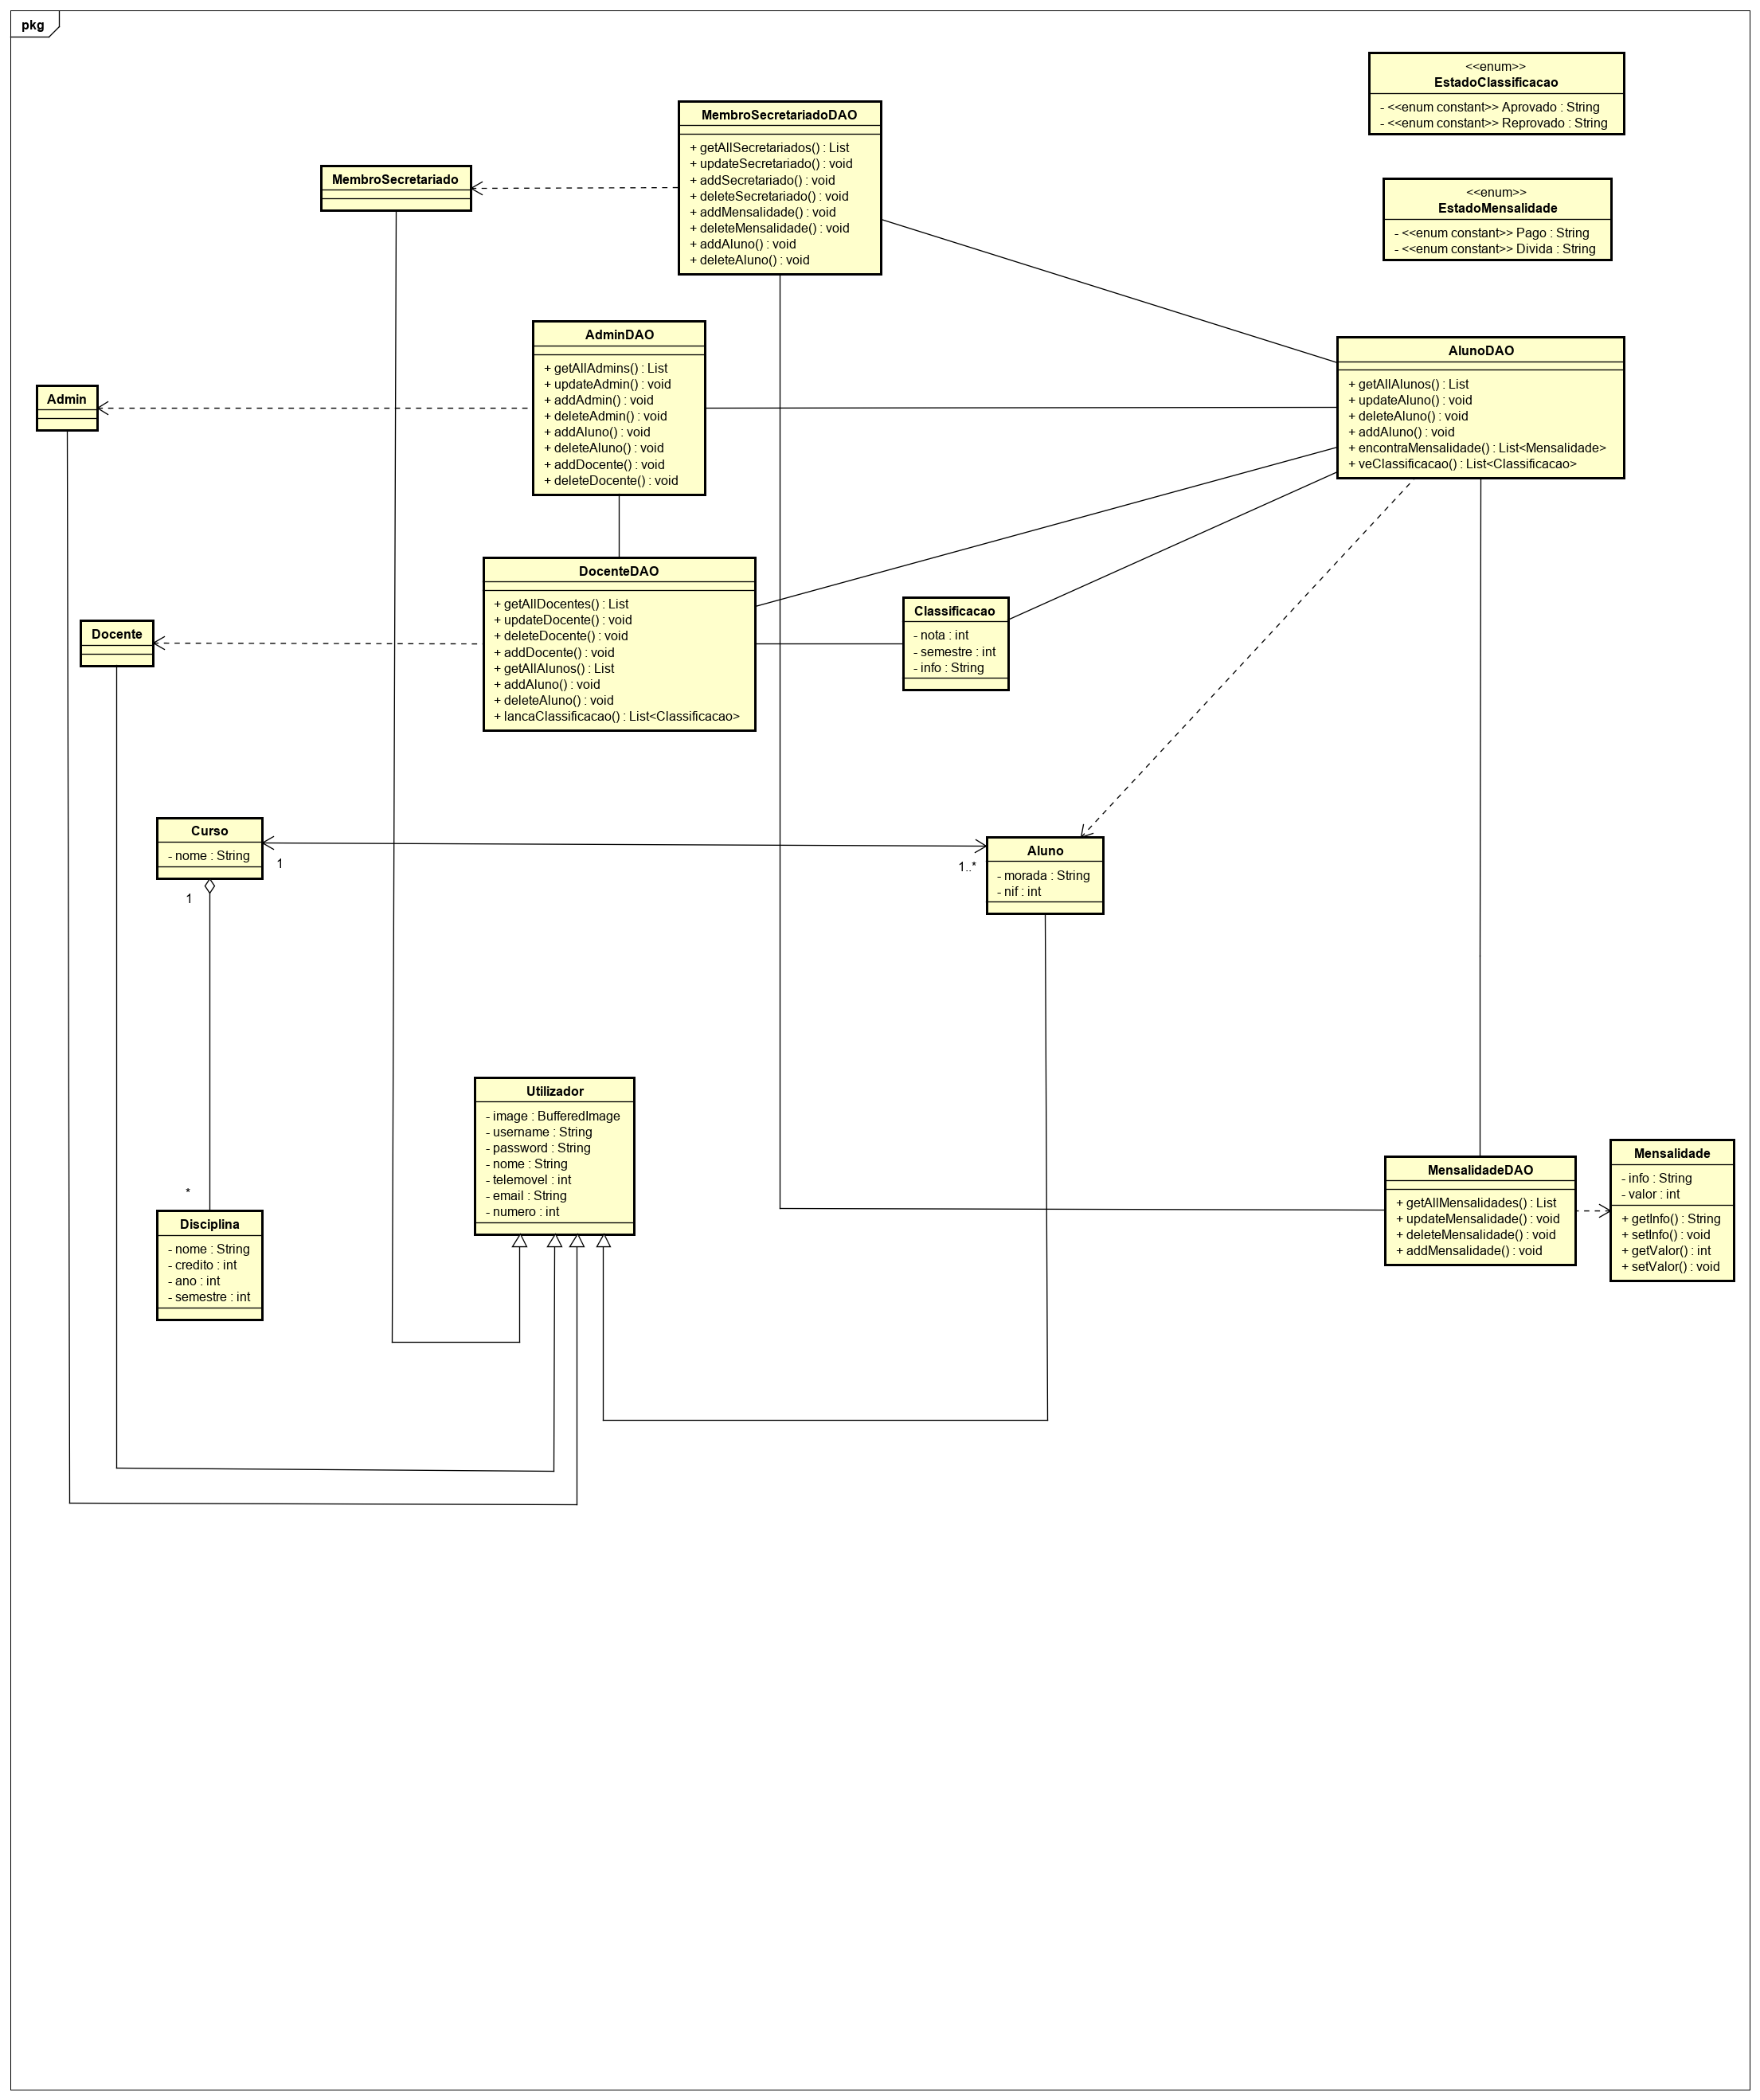 pkg
<<enum>>
EstadoClassificacao
- <<enum constant>> Aprovado : String
- <<enum constant>> Reprovado : String
MembroSecretariadoDAO
+ getAllSecretariados() : List
+ updateSecretariado() : void
+ addSecretariado() : void
+ deleteSecretariado() : void
+ addMensalidade() : void
+ deleteMensalidade() : void
+ addAluno() : void
+ deleteAluno() : void
MembroSecretariado
<<enum>>
EstadoMensalidade
- <<enum constant>> Pago : String
- <<enum constant>> Divida : String
AdminDAO
+ getAllAdmins() : List
+ updateAdmin() : void
+ addAdmin() : void
+ deleteAdmin() : void
+ addAluno() : void
+ deleteAluno() : void
+ addDocente() : void
+ deleteDocente() : void
AlunoDAO
+ getAllAlunos() : List
+ updateAluno() : void
+ deleteAluno() : void
+ addAluno() : void
+ encontraMensalidade() : List<Mensalidade>
+ veClassificacao() : List<Classificacao>
Admin
DocenteDAO
+ getAllDocentes() : List
+ updateDocente() : void
+ deleteDocente() : void
+ addDocente() : void
+ getAllAlunos() : List
+ addAluno() : void
+ deleteAluno() : void
+ lancaClassificacao() : List<Classificacao>
Classificacao
- nota : int
- semestre : int
- info : String
Docente
Curso
- nome : String
1
1
1..*
Aluno
- morada : String
- nif : int
Utilizador
- image : BufferedImage
- username : String
- password : String
- nome : String
- telemovel : int
- email : String
- numero : int
*
Disciplina
- nome : String
- credito : int
- ano : int
- semestre : int
MensalidadeDAO
+ getAllMensalidades() : List
+ updateMensalidade() : void
+ deleteMensalidade() : void
+ addMensalidade() : void
Mensalidade
- info : String
- valor : int
+ getInfo() : String
+ setInfo() : void
+ getValor() : int
+ setValor() : void